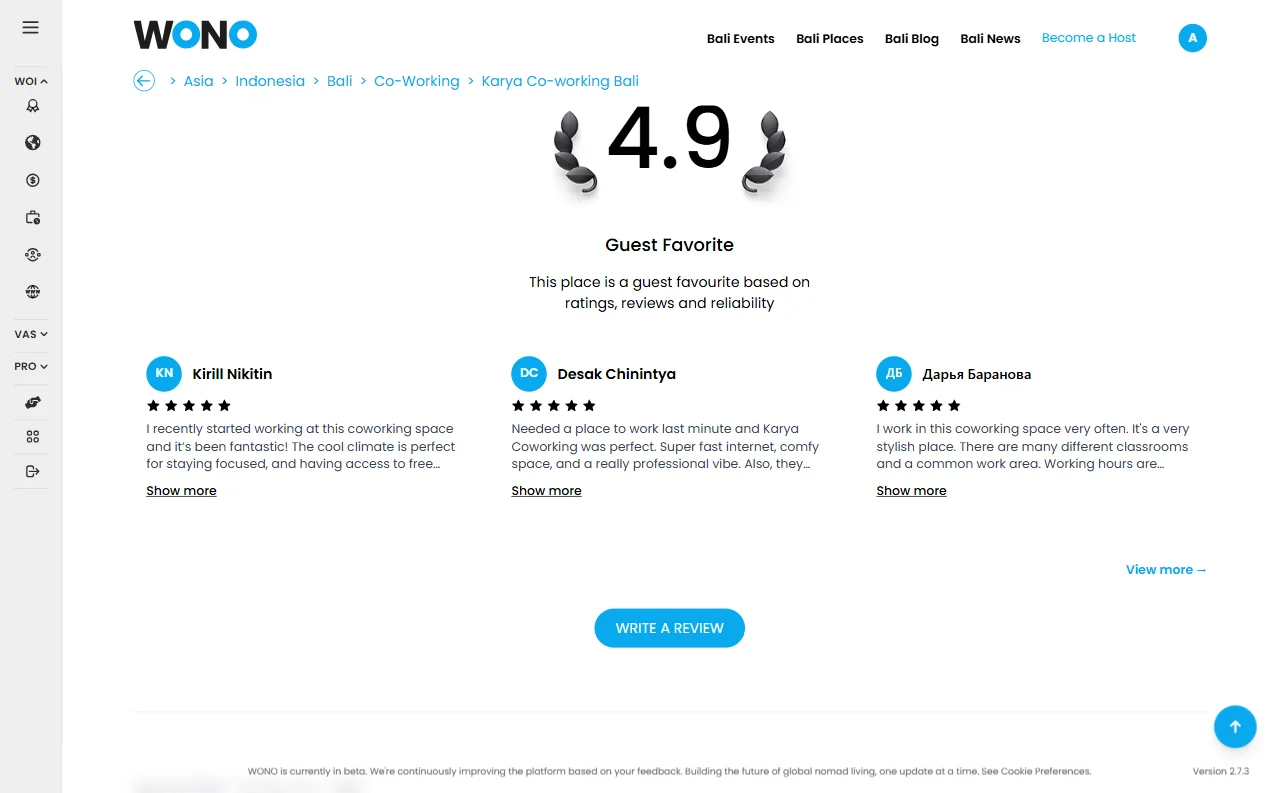 WONO
Bali Events
Bali Places
Bali Blog
Bali News
Become a Host
A
> Asia > Indonesia > Bali > Co-Working > Karya Co-working Bali
WOI
VAS
PRO
4.9
Guest Favorite
This place is a guest favourite based on
ratings, reviews and reliability
KN
Kirill Nikitin
I recently started working at this coworking space
and it’s been fantastic! The cool climate is perfect
for staying focused, and having access to free…
Show more
DC
Desak Chinintya
Needed a place to work last minute and Karya
Coworking was perfect. Super fast internet, comfy
space, and a really professional vibe. Also, they…
Show more
ДБ
Дарья Баранова
I work in this coworking space very often. It's a very
stylish place. There are many different classrooms
and a common work area. Working hours are…
Show more
View more →
WRITE A REVIEW
WONO is currently in beta. We're continuously improving the platform based on your feedback. Building the future of global nomad living, one update at a time. See Cookie Preferences.
Version 2.7.3